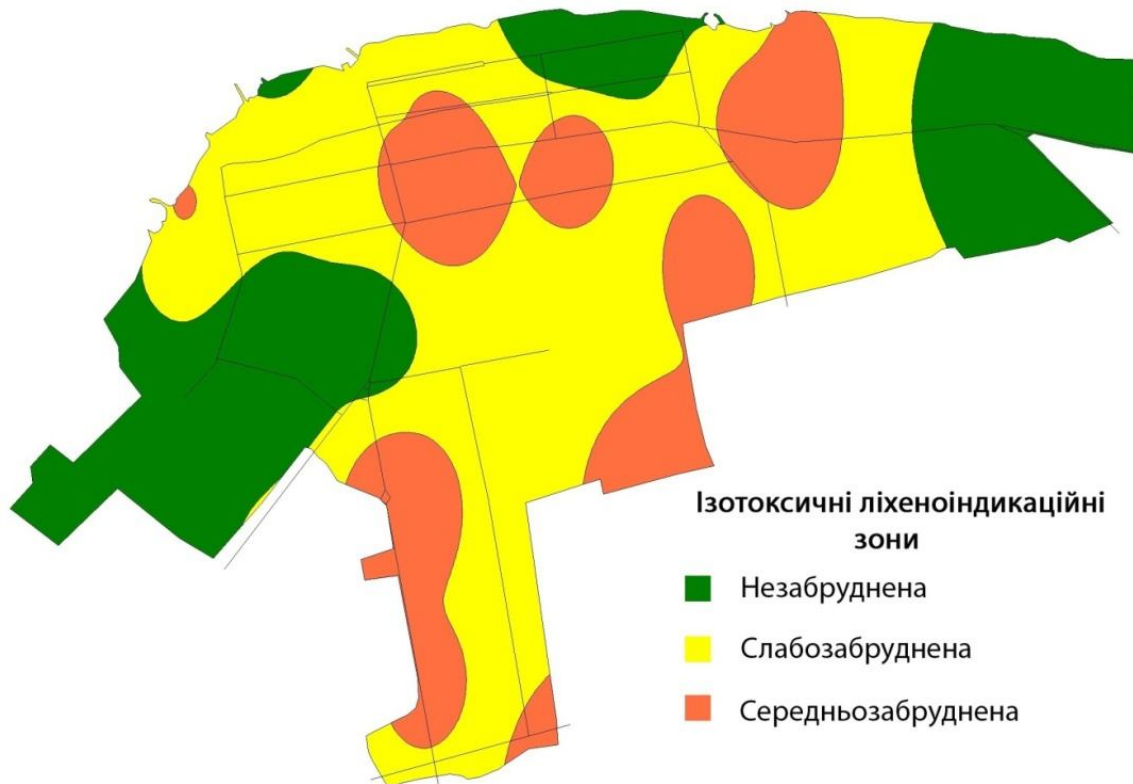 Ізотоксичні ліхеноіндикаційні
зони
Незабруднена
Слабозабруднена
Середньозабруднена